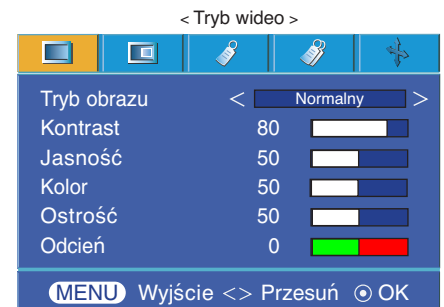 < Tryb wideo >
Tryb obrazu < Normalny >
Kontrast 80
Jasność 50
Kolor 50
Ostrość 50
Odcień 0
MENU Wyjście <> Przesuń ⊙ OK